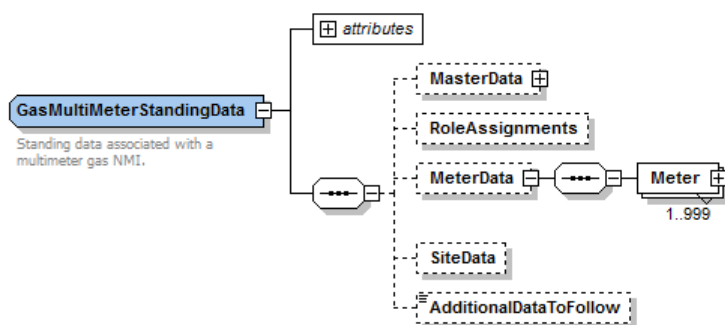 attributes
GasMultiMeterStandingData
Standing data associated with a
multimeter gas NMI.
MasterData
RoleAssignments
MeterData
Meter
1..999
SiteData
AdditionalDataToFollow